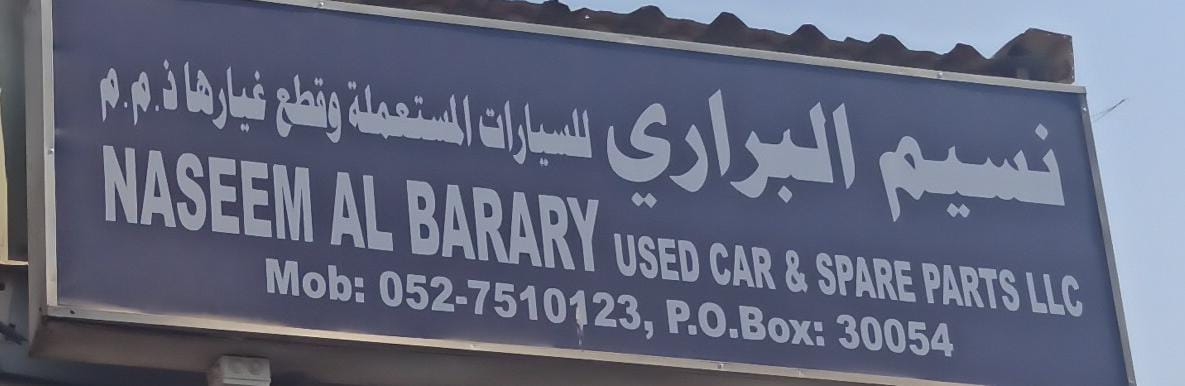 نسيم البراري للسيارات المستعملة وقطع غيارها ذ.م.م
NASEEM AL BARARY USED CAR & SPARE PARTS LLC
Mob: 052-7510123, P.O.Box: 30054